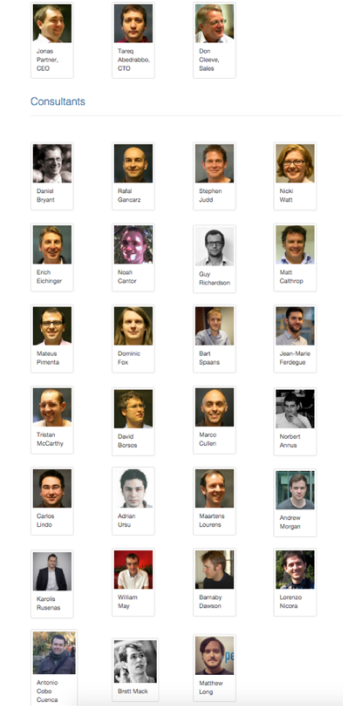 Jonas
Partner,
CEO
Tareq
Abedrabbo,
CTO
Don
Cleeve,
Sales
Consultants
Daniel
Bryant
Rafal
Gancarz
Stephen
Judd
Nicki
Watt
Erich
Eichinger
Noah
Cantor
Guy
Richardson
Matt
Calthrop
Mateus
Pimenta
Dominic
Fox
Bart
Spaans
Jean-Marie
Ferdegue
Tristan
McCarthy
David
Borsos
Marco
Cullen
Norbert
Annus
Carlos
Lindo
Adrian
Ursu
Maartens
Lourens
Andrew
Morgan
Karolis
Rusenas
William
May
Barnaby
Dawson
Lorenzo
Nicora
Antonio
Cobo
Cuenca
Brett Mack
Matthew
Long